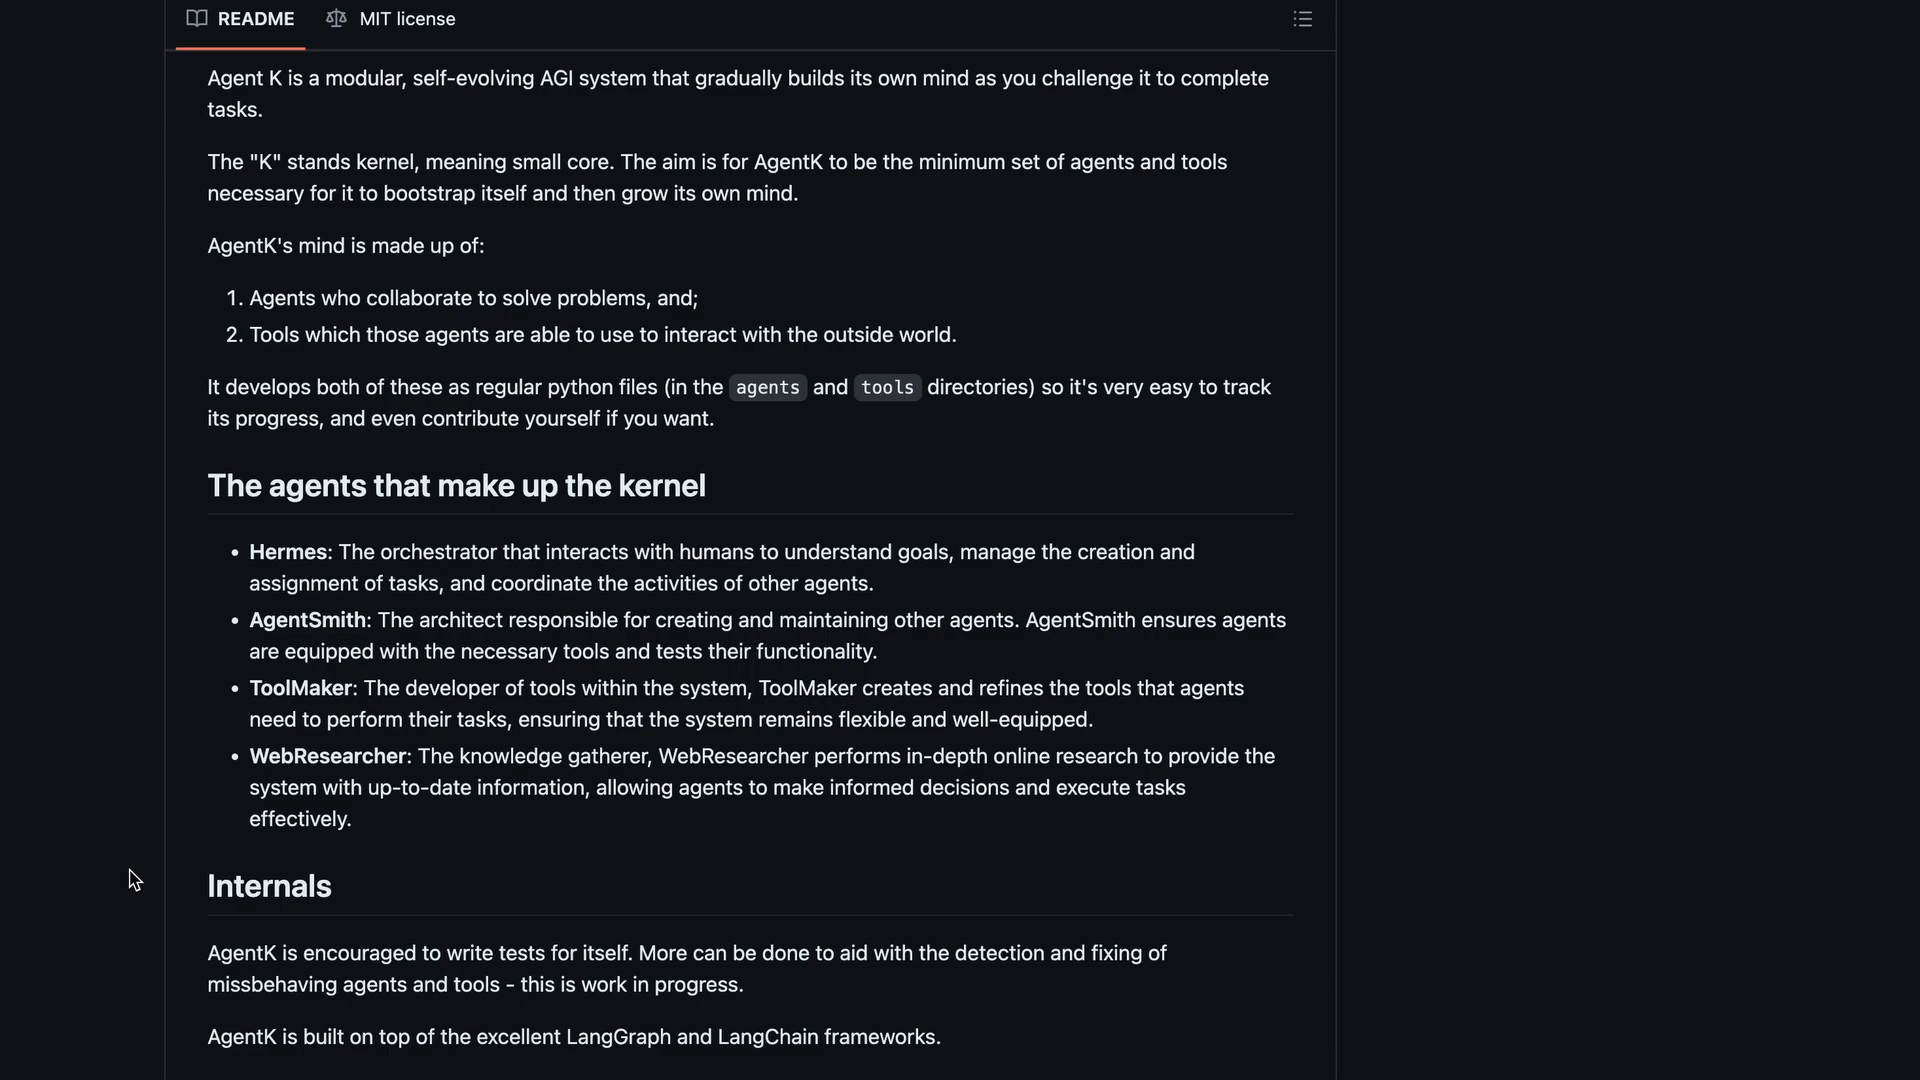 README
MIT license
Agent K is a modular, self-evolving AGI system that gradually builds its own mind as you challenge it to complete
tasks.
The "K" stands kernel, meaning small core. The aim is for AgentK to be the minimum set of agents and tools
necessary for it to bootstrap itself and then grow its own mind.
AgentK's mind is made up of:
1. Agents who collaborate to solve problems, and;
2. Tools which those agents are able to use to interact with the outside world.
It develops both of these as regular python files (in the agents and tools directories) so it's very easy to track
its progress, and even contribute yourself if you want.
The agents that make up the kernel
• Hermes: The orchestrator that interacts with humans to understand goals, manage the creation and
assignment of tasks, and coordinate the activities of other agents.
• AgentSmith: The architect responsible for creating and maintaining other agents. AgentSmith ensures agents
are equipped with the necessary tools and tests their functionality.
• ToolMaker: The developer of tools within the system, ToolMaker creates and refines the tools that agents
need to perform their tasks, ensuring that the system remains flexible and well-equipped.
• WebResearcher: The knowledge gatherer, WebResearcher performs in-depth online research to provide the
system with up-to-date information, allowing agents to make informed decisions and execute tasks
effectively.
Internals
AgentK is encouraged to write tests for itself. More can be done to aid with the detection and fixing of
missbehaving agents and tools - this is work in progress.
AgentK is built on top of the excellent LangGraph and LangChain frameworks.